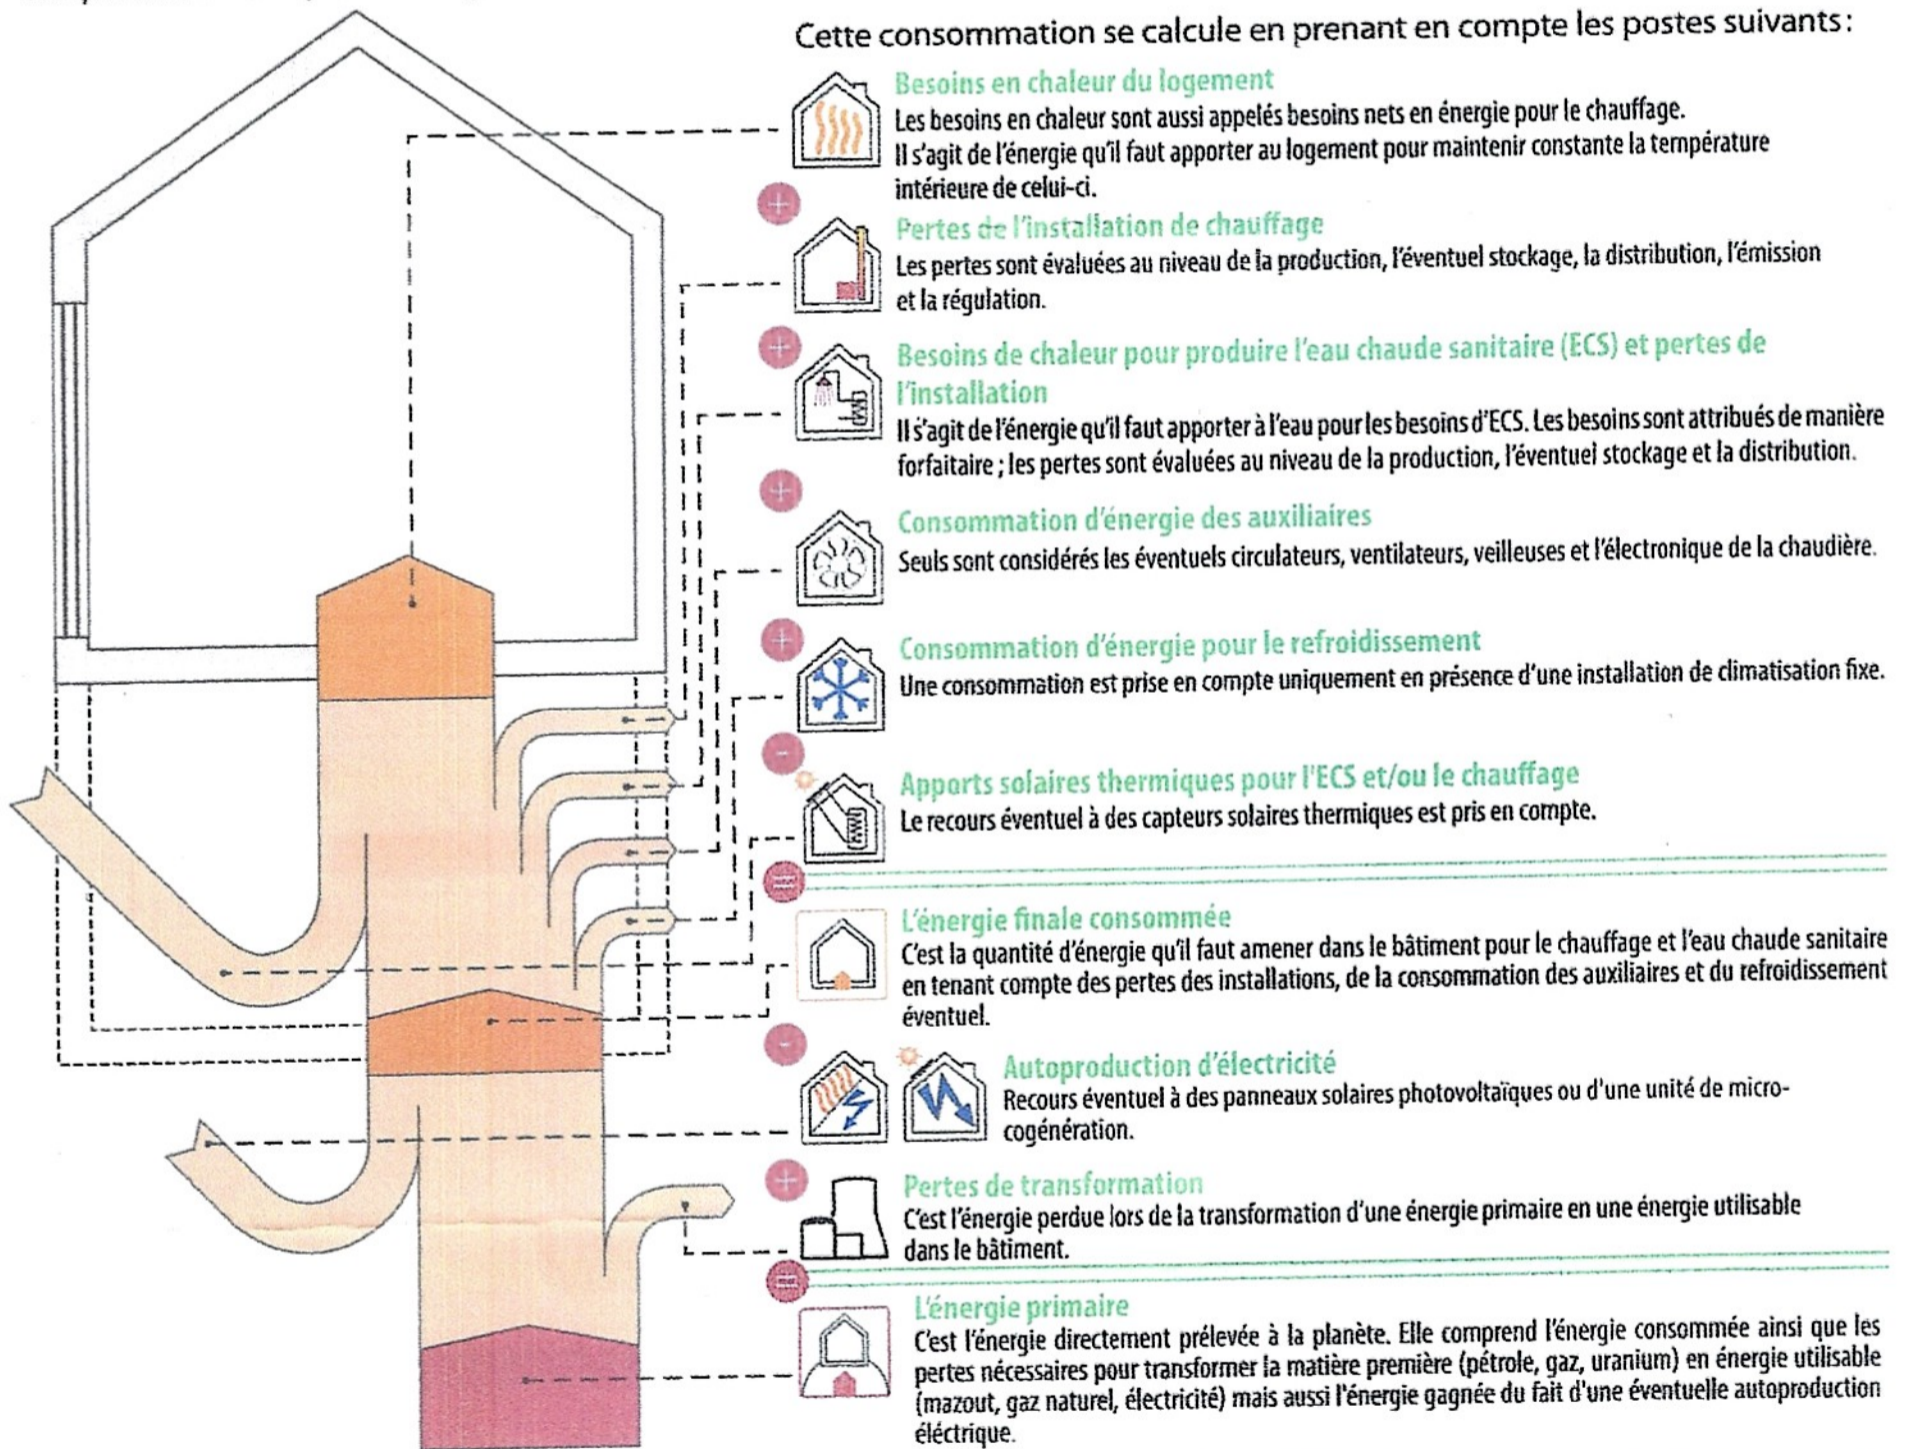 Cette consommation se calcule en prenant en compte les postes suivants :
Besoins en chaleur du logement
Les besoins en chaleur sont aussi appelés besoins nets en énergie pour le chauffage.
Il s'agit de l'énergie qu'il faut apporter au logement pour maintenir constante la température
intérieure de celui-ci.
+
Pertes de l'installation de chauffage
Les pertes sont évaluées au niveau de la production, l'éventuel stockage, la distribution, l'émission
et la régulation.
+
Besoins de chaleur pour produire l'eau chaude sanitaire (ECS) et pertes de
l'installation
Il s'agit de l'énergie qu'il faut apporter à l'eau pour les besoins d'ECS. Les besoins sont attribués de manière
forfaitaire ; les pertes sont évaluées au niveau de la production, l'éventuel stockage et la distribution.
+
Consommation d'énergie des auxiliaires
Seuls sont considérés les éventuels circulateurs, ventilateurs, veilleuses et l'électronique de la chaudière.
+
Consommation d'énergie pour le refroidissement
Une consommation est prise en compte uniquement en présence d'une installation de climatisation fixe.
-
Apports solaires thermiques pour l'ECS et/ou le chauffage
Le recours éventuel à des capteurs solaires thermiques est pris en compte.
=
L'énergie finale consommée
C'est la quantité d'énergie qu'il faut amener dans le bâtiment pour le chauffage et l'eau chaude sanitaire
en tenant compte des pertes des installations, de la consommation des auxiliaires et du refroidissement
éventuel.
-
Autoproduction d'électricité
Recours éventuel à des panneaux solaires photovoltaïques ou d'une unité de micro-
cogénération.
+
Pertes de transformation
C'est l'énergie perdue lors de la transformation d'une énergie primaire en une énergie utilisable
dans le bâtiment.
=
L'énergie primaire
C'est l'énergie directement prélevée à la planète. Elle comprend l'énergie consommée ainsi que les
pertes nécessaires pour transformer la matière première (pétrole, gaz, uranium) en énergie utilisable
(mazout, gaz naturel, électricité) mais aussi l'énergie gagnée du fait d'une éventuelle autoproduction
éléctrique.